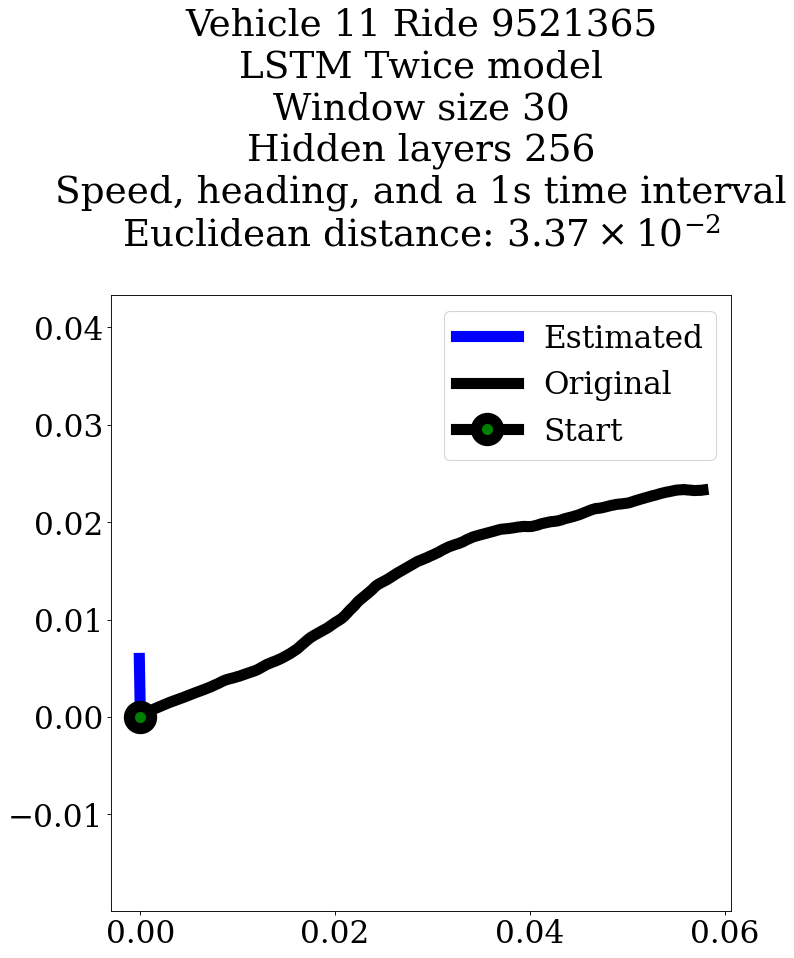 Vehicle 11 Ride 9521365
LSTM Twice model
Window size 30
Hidden layers 256
Speed, heading, and a 1s time interval
Euclidean distance: 3.37 × 10⁻²
Estimated
Original
Start
0.04
0.03
0.02
0.01
0.00
−0.01
0.00 0.02 0.04 0.06